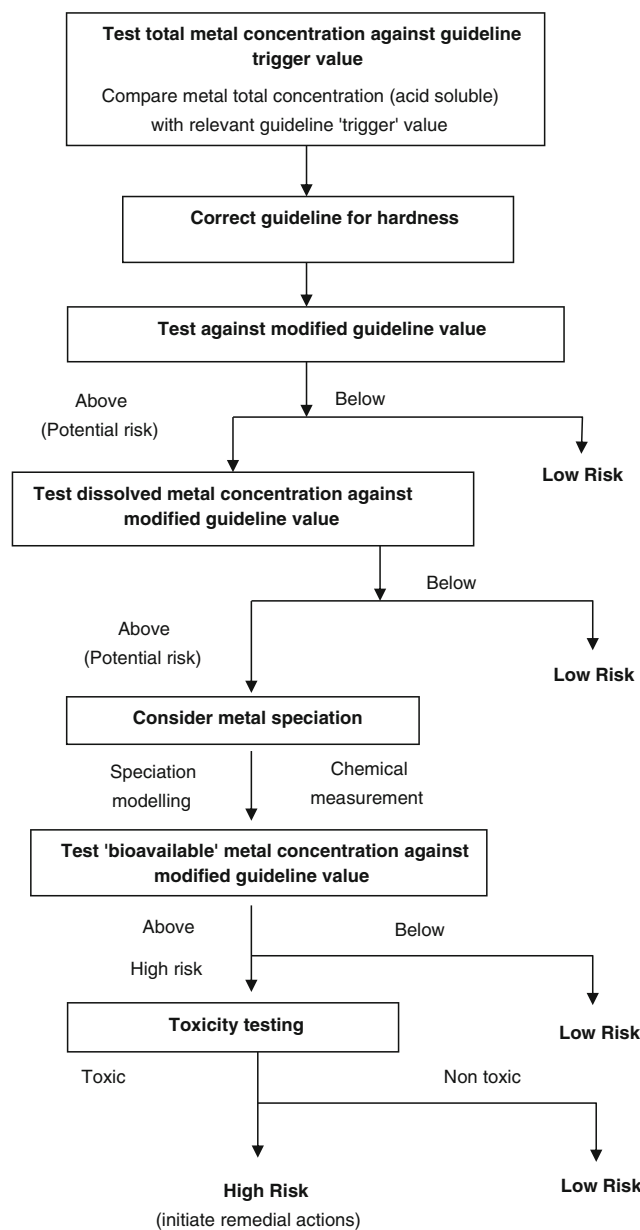 Test total metal concentration against guideline
trigger value
Compare metal total concentration (acid soluble)
with relevant guideline 'trigger' value
Correct guideline for hardness
Test against modified guideline value
Above
(Potential risk)
Below
Low Risk
Test dissolved metal concentration against
modified guideline value
Below
Above
(Potential risk)
Low Risk
Consider metal speciation
Speciation
modelling
Chemical
measurement
Test 'bioavailable' metal concentration against
modified guideline value
Above
Below
High risk
Toxicity testing
Low Risk
Toxic
Non toxic
High Risk
(initiate remedial actions)
Low Risk